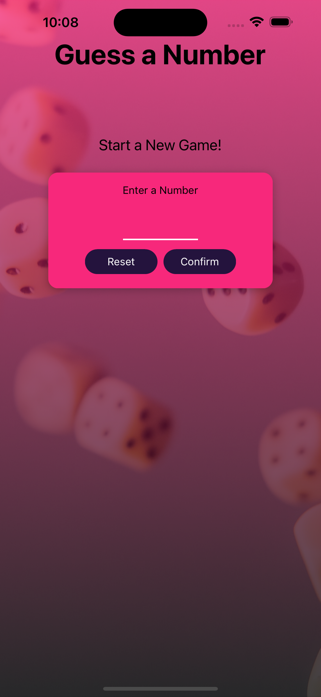 10:08
Guess a Number
Start a New Game!
Enter a Number
Reset
Confirm